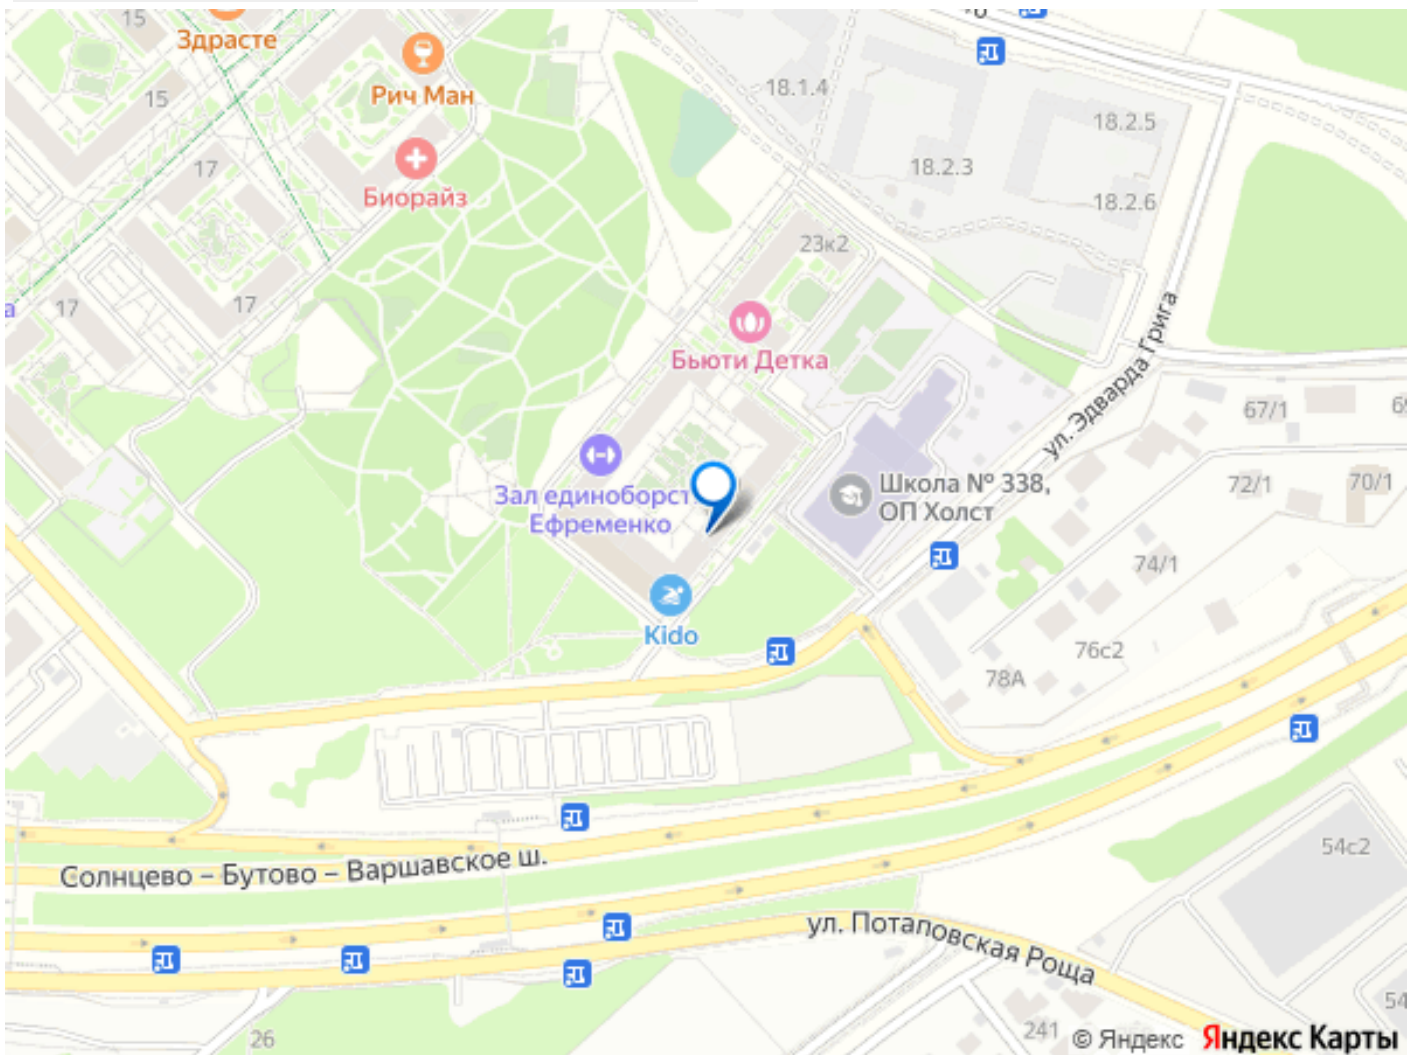 15
Здрасте
15
Рич Ман
17
Биорайз
17
17
18.1.4
18.2.5
18.2.3
18.2.6
23к2
Бьюти Детка
ул. Эдварда Грига
67/1
72/1
70/1
Зал единоборст
Ефременко
Школа № 338,
ОП Холст
74/1
Kido
76с2
78А
Солнцево – Бутово – Варшавское ш.
54с2
ул. Потаповская Роща
54
26
241
© Яндекс Яндекс Карты